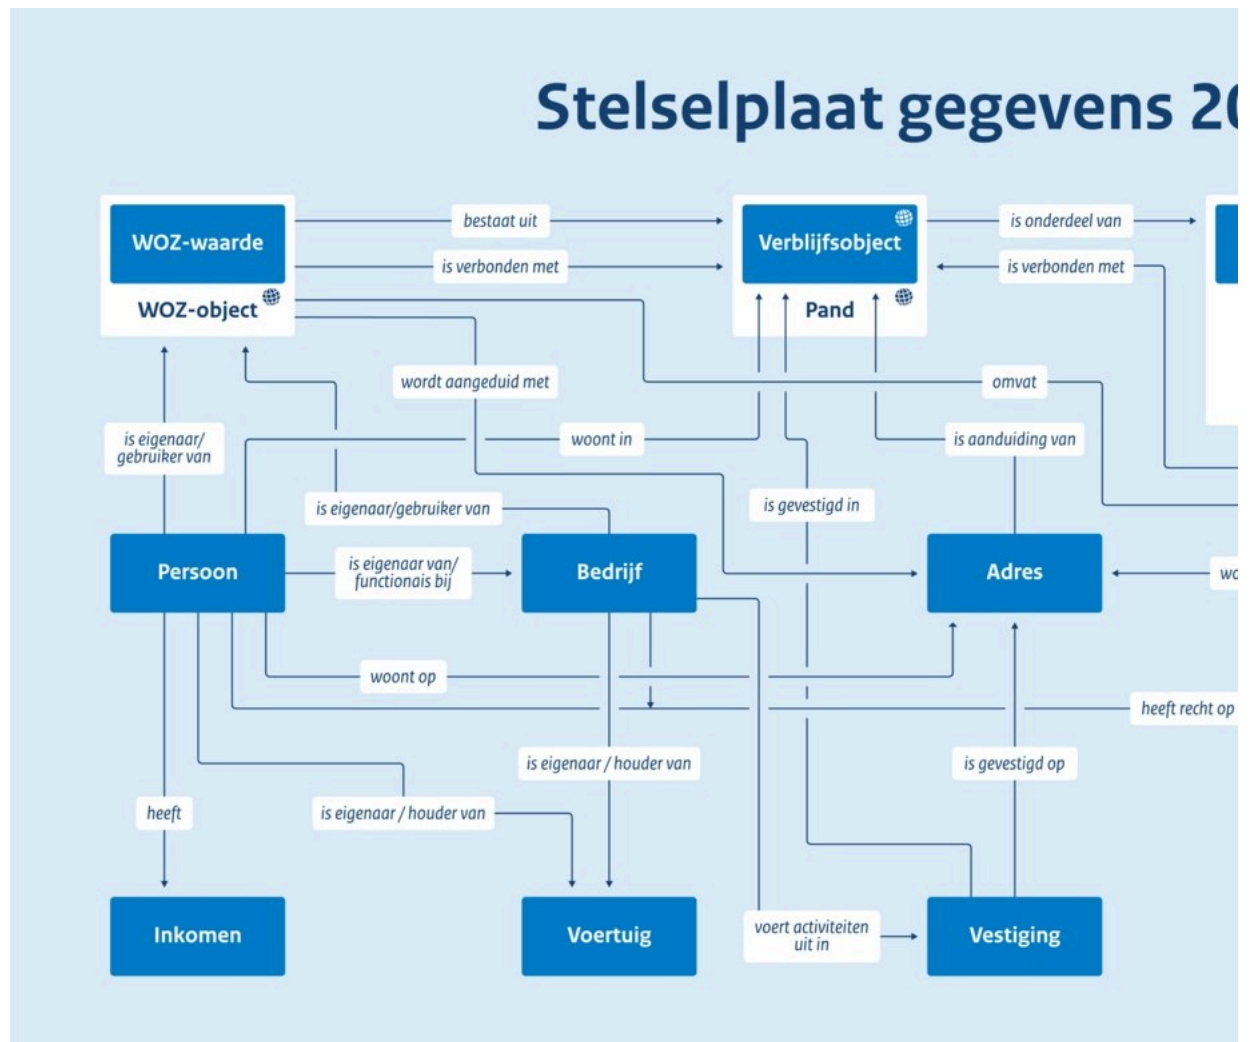 Stelselplaat gegevens 20
WOZ-waarde
bestaat uit
Verblijfsobject
is onderdeel van
is verbonden met
is verbonden met
WOZ-object
Pand
wordt aangeduid met
omvat
is eigenaar/
gebruiker van
woont in
is aanduiding van
is eigenaar/gebruiker van
is gevestigd in
Persoon
is eigenaar van/
functionais bij
Bedrijf
Adres
wo
woont op
heeft recht op
is eigenaar / houder van
is gevestigd op
heeft
is eigenaar / houder van
Inkomen
Voertuig
voert activiteiten
uit in
Vestiging